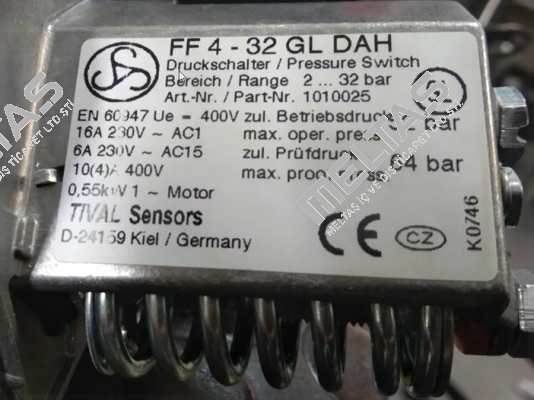 FF 4 - 32 GL DAH
Druckschalter / Pressure Switch
Bereich / Range 2 ... 32 bar
Art.-Nr. / Part-Nr. 1010025
EN 60947 Ue = 400V zul. Betriebsdruck
16A 230V ~ AC1 max. oper. press bar
6A 230V ~ AC15 zul. Prüfdruck
10(4)A 400V max. proof press 64 bar
0,55kW 1 ~ Motor
TIVAL Sensors
D-24159 Kiel / Germany
CE
CZ
K0746
MELTAŞ